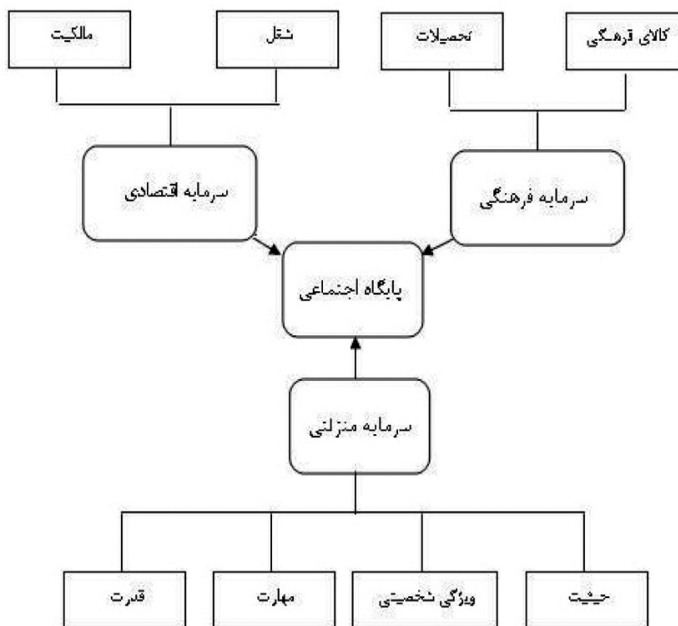 کالای فرهنگی
تحصیلات
شغل
مالکیت
سرمایه فرهنگی
سرمایه اقتصادی
پایگاه اجتماعی
سرمایه منزلتی
حیثیت
ویژگی شخصیتی
مهارت
قدرت